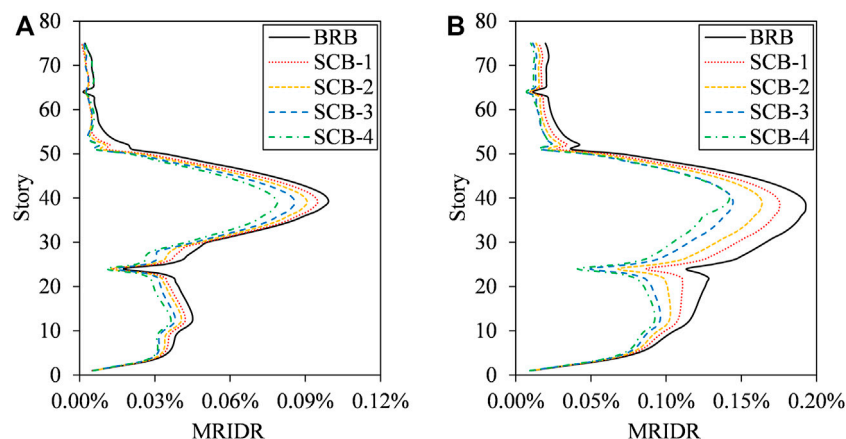 A
80
70
60
50
40
30
20
10
0
Story
BRB
SCB-1
SCB-2
SCB-3
SCB-4
0.00% 0.03% 0.06% 0.09% 0.12%
MRIDR
B
80
70
60
50
40
30
20
10
0
Story
BRB
SCB-1
SCB-2
SCB-3
SCB-4
0.00% 0.05% 0.10% 0.15% 0.20%
MRIDR